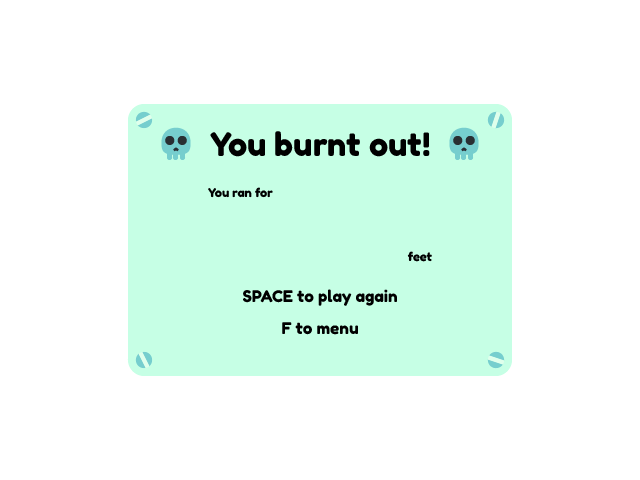 You burnt out!
You ran for
feet
SPACE to play again
F to menu